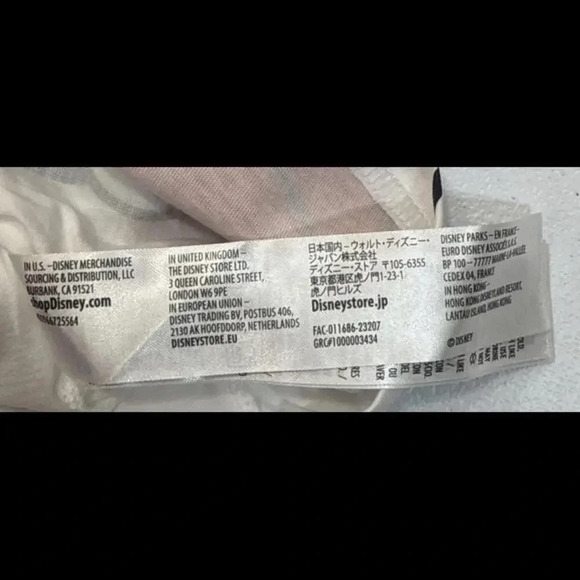 IN U.S. – DISNEY MERCHANDISE
SOURCING & DISTRIBUTION, LLC
BURBANK, CA 91521
shopDisney.com
IN UNITED KINGDOM –
THE DISNEY STORE LTD.
3 QUEEN CAROLINE STREET,
LONDON W6 9PE
IN EUROPEAN UNION –
DISNEY TRADING BV, POSTBUS 406,
2130 AK HOOFDDORP, NETHERLANDS
DISNEYSTORE.EU
日本国内 – ウォルト・ディズニー・
ジャパン株式会社
ディズニー・ストア 〒105-6355
東京都港区虎ノ門1-23-1
虎ノ門ヒルズ
Disneystore.jp
FAC-011686-23207
GRC#1000003434
DISNEY PARKS – EN FRANCE-
EURO DISNEY ASSOCIÉS S.A.S
BP 100 – 77777 MARNE-LA-VALLÉE
CEDEX 04, FRANCE
IN HONG KONG –
HONG KONG DISNEYLAND RESORT,
LANTAU ISLAND, HONG KONG
© DISNEY